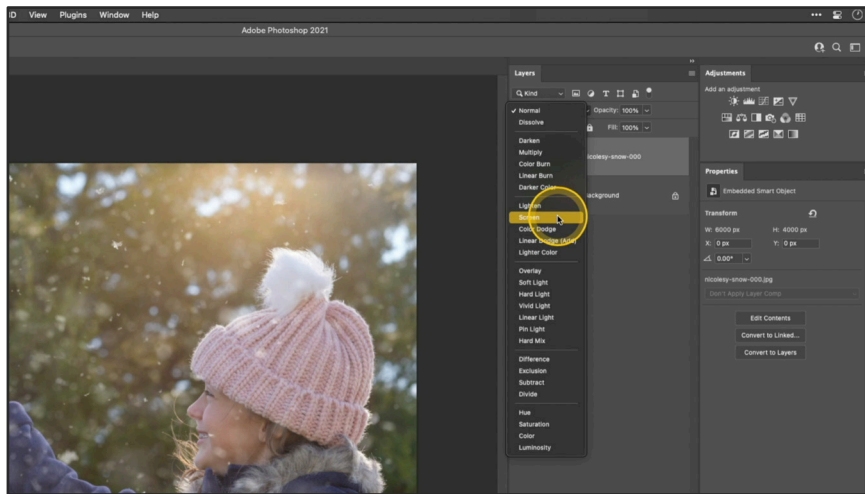 ID View Plugins Window Help
Adobe Photoshop 2021
Layers
Kind
Opacity: 100%
Fill: 100%
icolesy-snow-000
ackground
Normal
Dissolve
Darken
Multiply
Color Burn
Linear Burn
Darker Color
Lighten
Screen
Color Dodge
Linear Dodge (Add)
Lighter Color
Overlay
Soft Light
Hard Light
Vivid Light
Linear Light
Pin Light
Hard Mix
Difference
Exclusion
Subtract
Divide
Hue
Saturation
Color
Luminosity
Adjustments
Add an adjustment
Properties
Embedded Smart Object
Transform
W: 6000 px H: 4000 px
X: 0 px Y: 0 px
0.00°
nicolesy-snow-000.jpg
Don't Apply Layer Comp
Edit Contents
Convert to Linked...
Convert to Layers